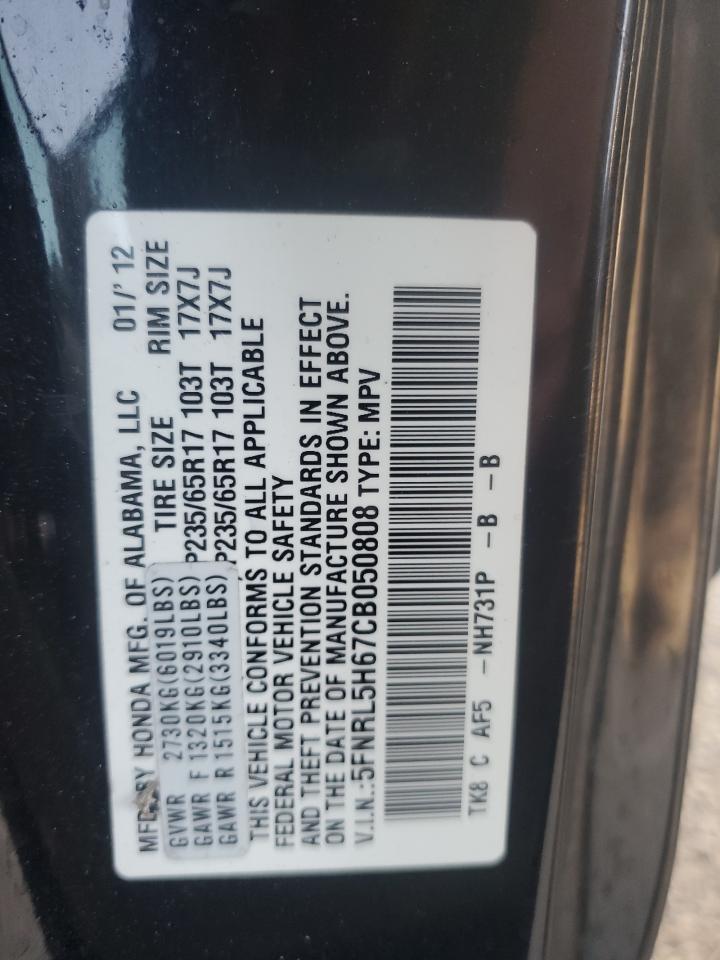 MFD BY HONDA MFG. OF ALABAMA, LLC 01/'12
TIRE SIZE RIM SIZE
GVWR 2730KG(6019LBS)
GAWR F 1320KG(2910LBS) P235/65R17 103T 17X7J
GAWR R 1515KG(3340LBS) P235/65R17 103T 17X7J
THIS VEHICLE CONFORMS TO ALL APPLICABLE
FEDERAL MOTOR VEHICLE SAFETY
AND THEFT PREVENTION STANDARDS IN EFFECT
ON THE DATE OF MANUFACTURE SHOWN ABOVE.
V.I.N.:5FNRL5H67CB050808 TYPE: MPV
TK8 C AF5 -NH731P -B -B